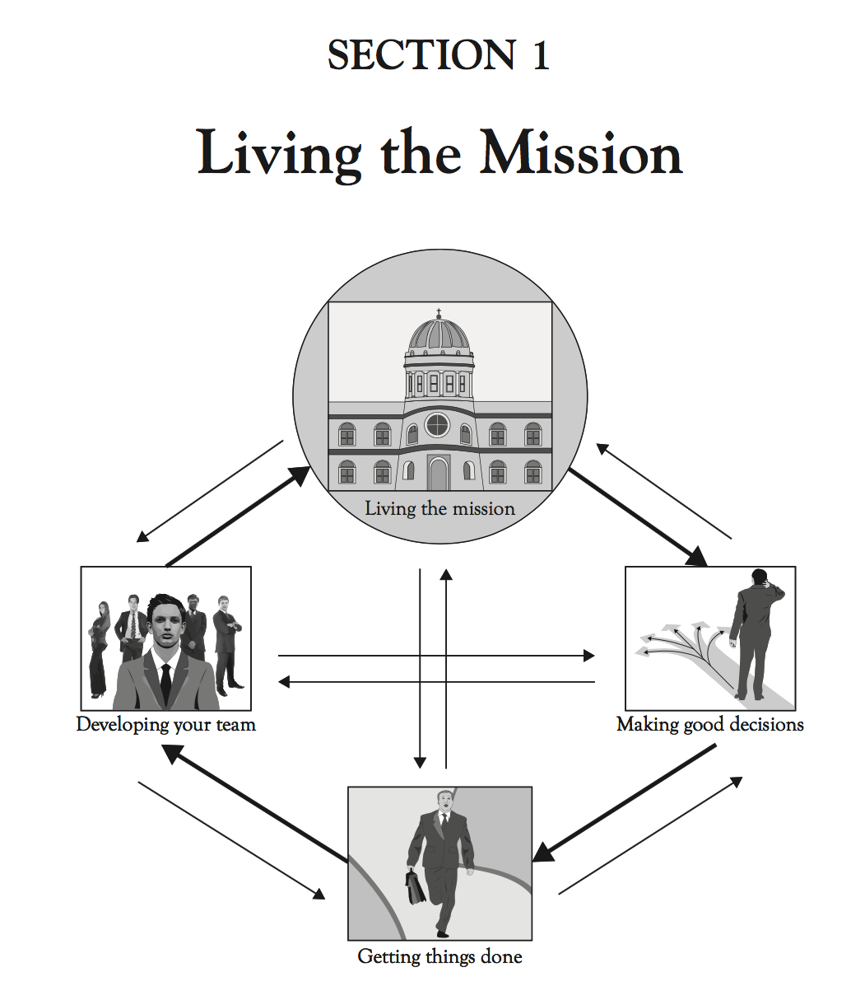 SECTION 1
Living the Mission
Living the mission
Developing your team
Making good decisions
Getting things done